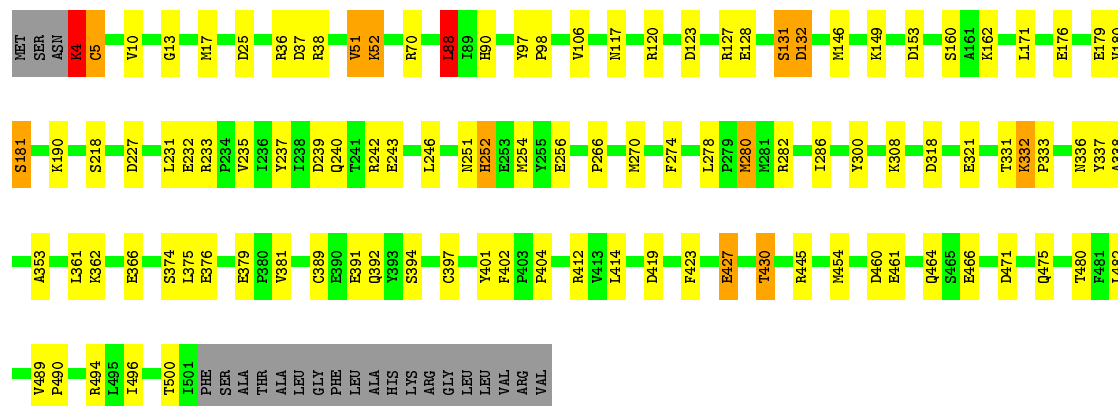 MET SER ASN K4 C5 V10 G13 M17 D25 R36 D37 R38 V51 K52 R70 L88 I89 H90 Y97 P98 V106 N117 R120 D123 R127 E128 S131 D132 M146 K149 D153 S160 A161 K162 L171 E176 E179 V180
S181 K190 S218 D227 L231 E232 R233 P234 V235 I236 Y237 I238 D239 Q240 T241 R242 E243 L246 N251 H252 E253 M254 Y255 E256 P266 M270 F274 L278 P279 M280 M281 R282 I286 Y300 K308 D318 E321 T331 K332 P333 N336 Y337 A338
A353 L361 K362 E366 S374 L375 E376 E379 P380 V381 C389 E390 E391 Q392 Y393 S394 C397 Y401 F402 P403 P404 R412 V413 L414 D419 F423 E427 T430 R445 M454 D460 E461 Q464 S465 E466 D471 Q475 T480 F481 L482
V489 P490 R494 L495 I496 T500 I501 PHE SER ALA THR ALA LEU GLY PHE LEU ALA HIS LYS ARG GLY LEU LEU VAL ARG VAL